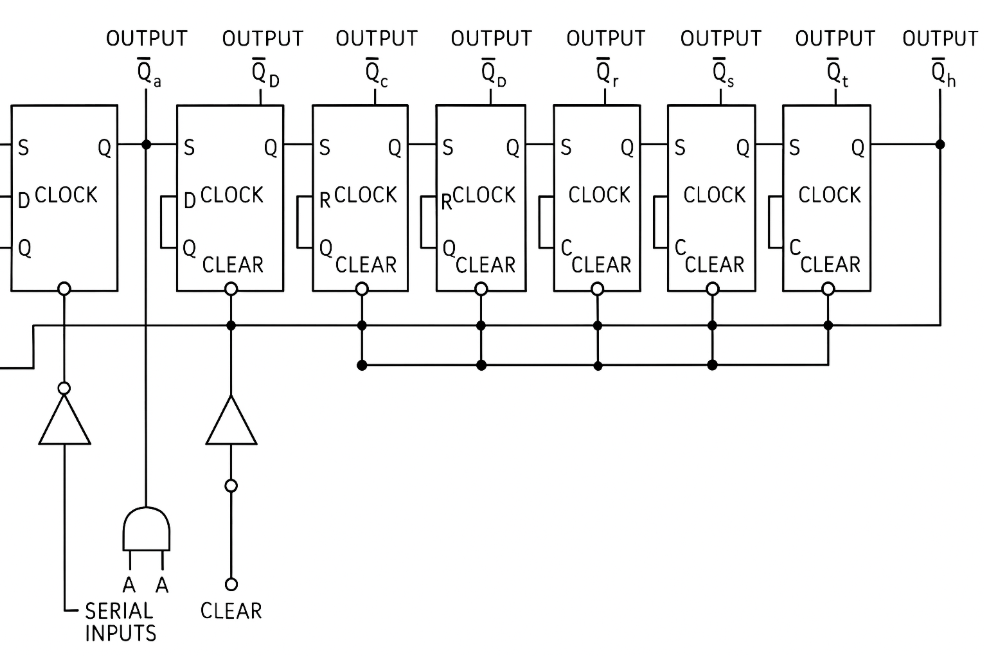 OUTPUT OUTPUT OUTPUT OUTPUT OUTPUT OUTPUT OUTPUT OUTPUT
Q̅a Q̅D Q̅c Q̅D Q̅r Q̅s Q̅t Q̅h
S Q S Q S Q S Q S Q S Q S Q
D CLOCK D CLOCK R CLOCK R CLOCK CLOCK CLOCK CLOCK
Q Q Q Q C C C
CLEAR CLEAR CLEAR CLEAR CLEAR CLEAR
A A
SERIAL CLEAR
INPUTS